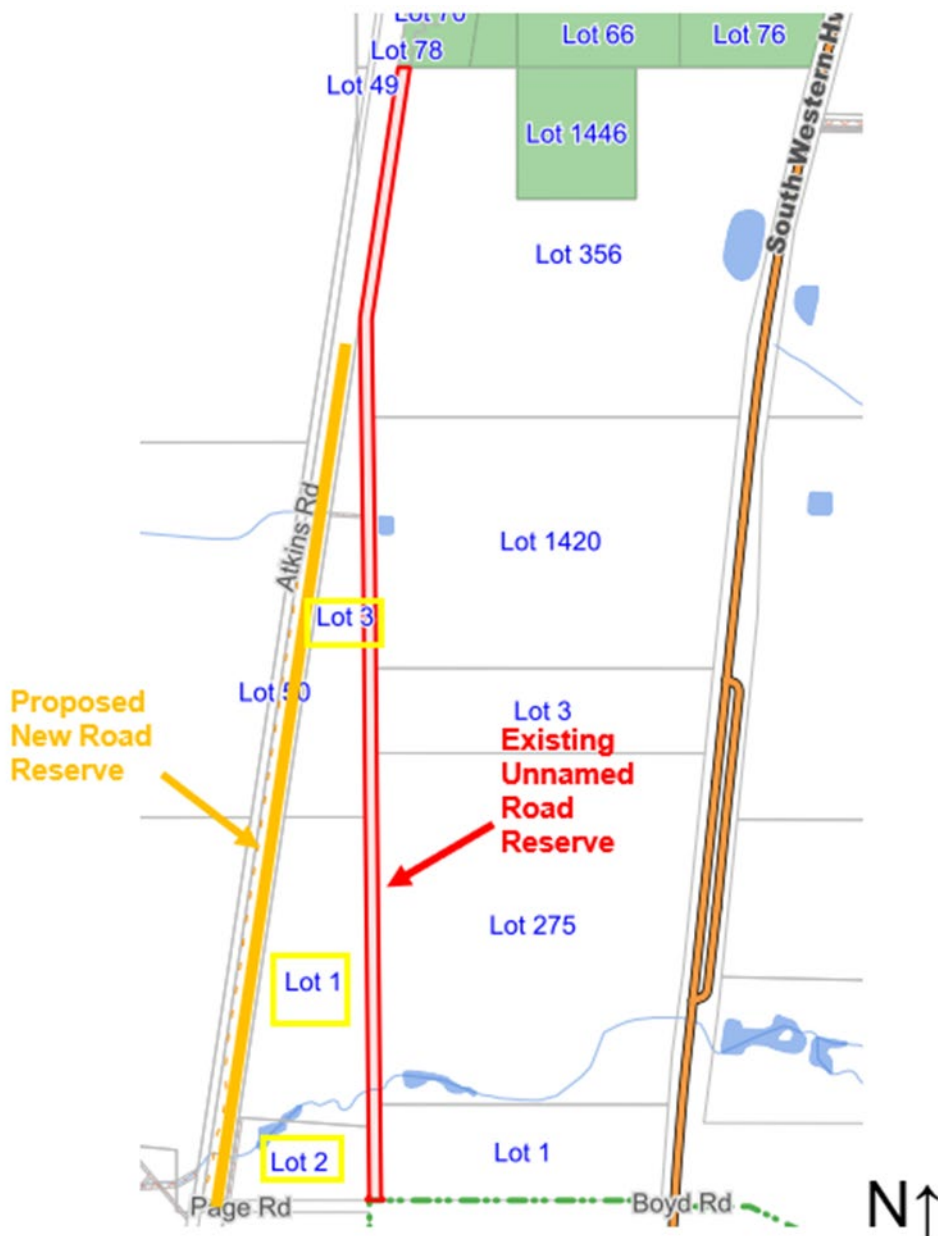 Lot 70
Lot 66
Lot 76
Lot 78
Lot 49
Lot 1446
South Western Hw
Lot 356
Atkins Rd
Lot 1420
Lot 3
Lot 50
Proposed
New Road
Reserve
Lot 3
Existing
Unnamed
Road
Reserve
Lot 275
Lot 1
Lot 2
Lot 1
Page Rd
Boyd Rd
N↑